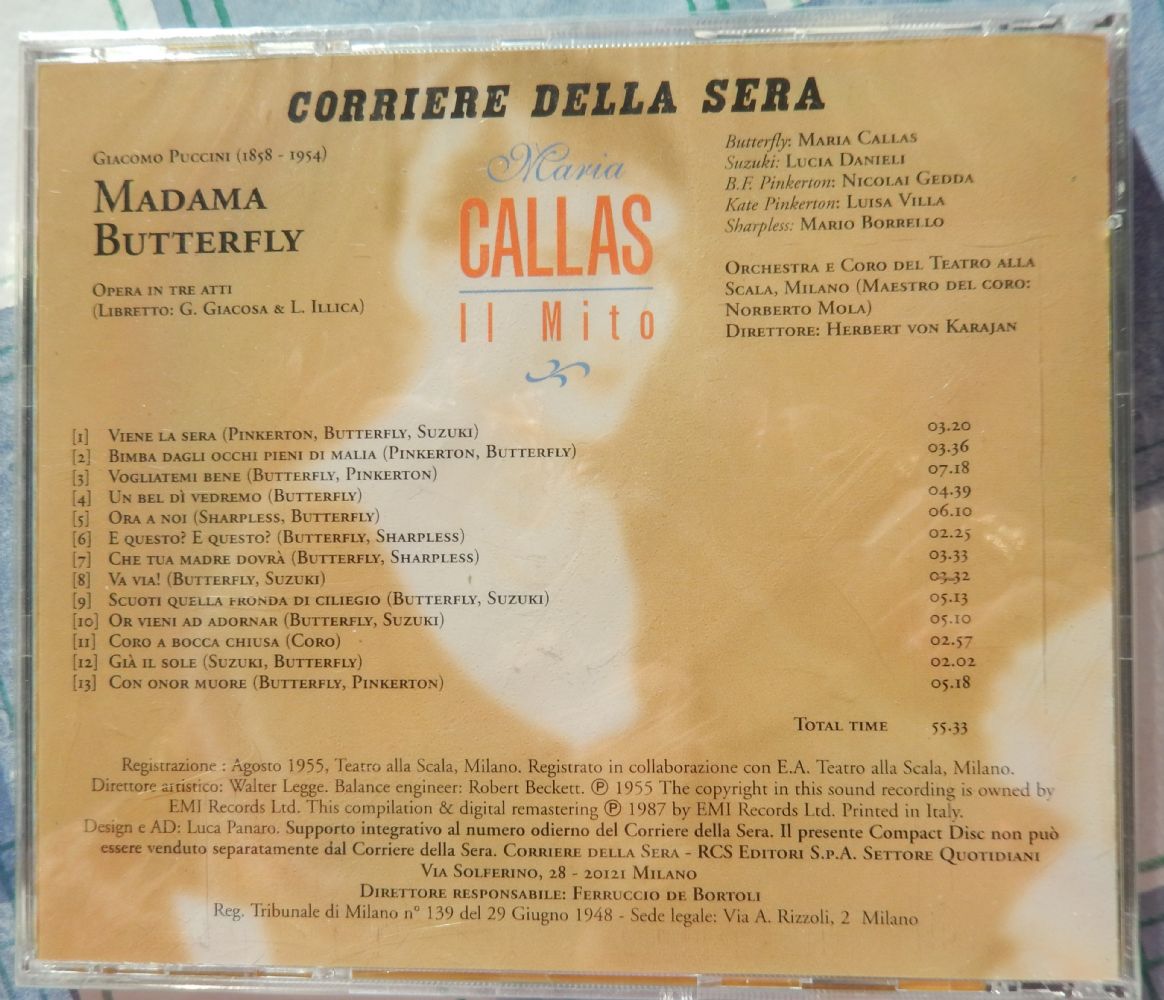 CORRIERE DELLA SERA
Giacomo Puccini (1858 - 1954)
Madama
Butterfly
Opera in tre atti
(Libretto: G. Giacosa & L. Illica)
Maria
CALLAS
Il Mito
Butterfly: Maria Callas
Suzuki: Lucia Danieli
B.F. Pinkerton: Nicolai Gedda
Kate Pinkerton: Luisa Villa
Sharpless: Mario Borrello
Orchestra e Coro del Teatro alla
Scala, Milano (Maestro del coro:
Norberto Mola)
Direttore: Herbert von Karajan
[1] Viene la sera (Pinkerton, Butterfly, Suzuki) 03.20
[2] Bimba dagli occhi pieni di malia (Pinkerton, Butterfly) 03.36
[3] Vogliatemi bene (Butterfly, Pinkerton) 07.18
[4] Un bel dì vedremo (Butterfly) 04.39
[5] Ora a noi (Sharpless, Butterfly) 06.10
[6] E questo? E questo? (Butterfly, Sharpless) 02.25
[7] Che tua madre dovrà (Butterfly, Sharpless) 03.33
[8] Va via! (Butterfly, Suzuki) 03.32
[9] Scuoti quella fronda di ciliegio (Butterfly, Suzuki) 05.13
[10] Or vieni ad adornar (Butterfly, Suzuki) 05.10
[11] Coro a bocca chiusa (Coro) 02.57
[12] Già il sole (Suzuki, Butterfly) 02.02
[13] Con onor muore (Butterfly, Pinkerton) 05.18
Total time 55.33
Registrazione : Agosto 1955, Teatro alla Scala, Milano. Registrato in collaborazione con E.A. Teatro alla Scala, Milano.
Direttore artistico: Walter Legge. Balance engineer: Robert Beckett. ℗ 1955 The copyright in this sound recording is owned by
EMI Records Ltd. This compilation & digital remastering ℗ 1987 by EMI Records Ltd. Printed in Italy.
Design e AD: Luca Panaro. Supporto integrativo al numero odierno del Corriere della Sera. Il presente Compact Disc non può
essere venduto separatamente dal Corriere della Sera. Corriere della Sera - RCS Editori S.p.A. Settore Quotidiani
Via Solferino, 28 - 20121 Milano
Direttore responsabile: Ferruccio de Bortoli
Reg. Tribunale di Milano n° 139 del 29 Giugno 1948 - Sede legale: Via A. Rizzoli, 2 Milano